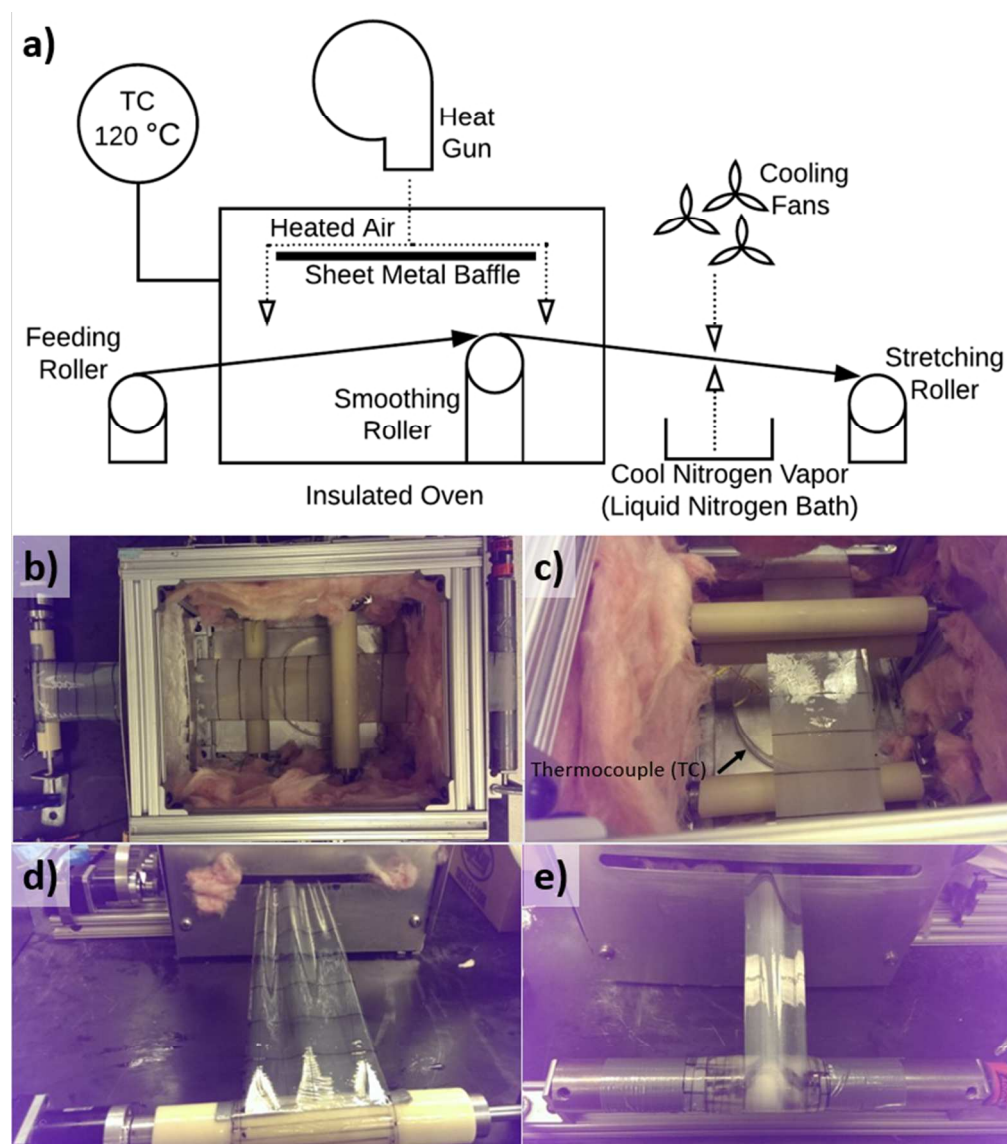 a)
TC
120 °C
Heat
Gun
Cooling
Fans
Heated Air
Sheet Metal Baffle
Feeding
Roller
Smoothing
Roller
Stretching
Roller
Insulated Oven
Cool Nitrogen Vapor
(Liquid Nitrogen Bath)
b)
c)
Thermocouple (TC)
d)
e)